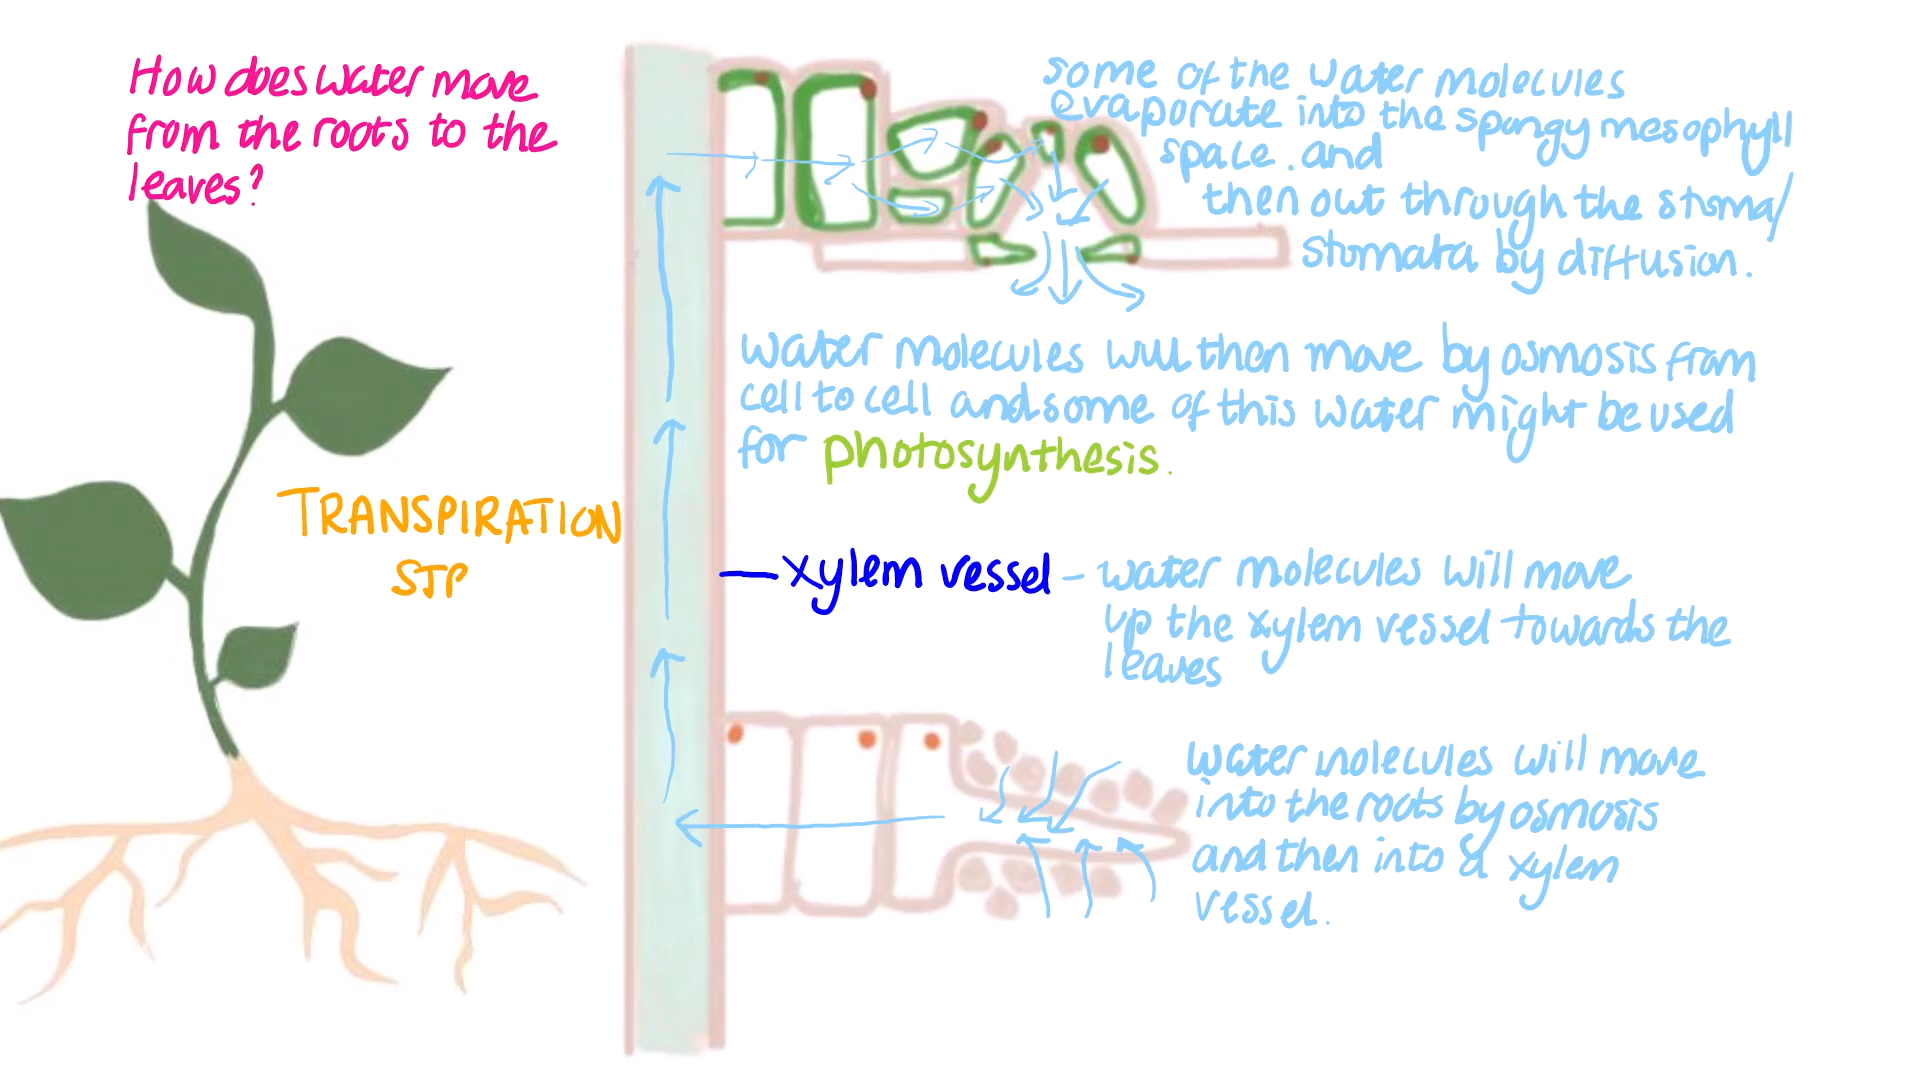 How does water move
from the roots to the
leaves?
some of the water molecules
evaporate into the spongy mesophyll
space. and
then out through the stoma/
stomata by diffusion.
water molecules will then move by osmosis from
cell to cell and some of this water might be used
for photosynthesis.
TRANSPIRATION
xylem vessel - water molecules will move
up the xylem vessel towards the
leaves
water molecules will move
into the roots by osmosis
and then into a xylem
vessel.